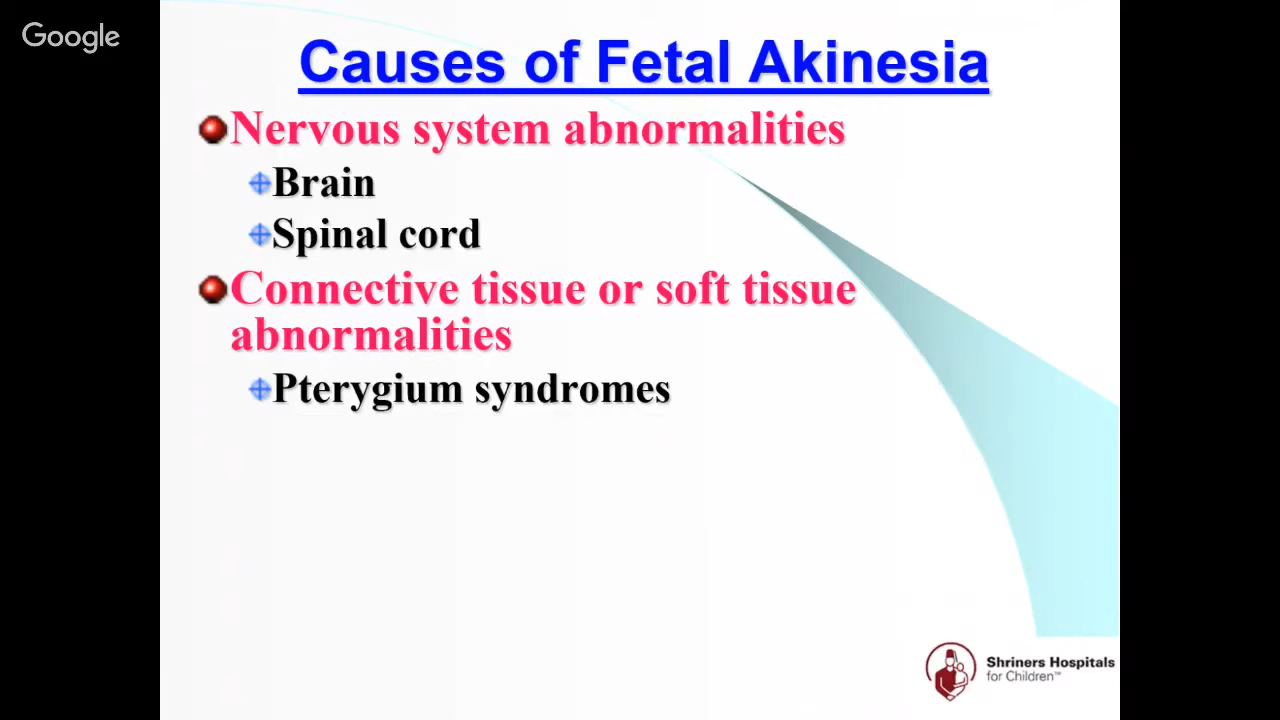 Google
Causes of Fetal Akinesia
Nervous system abnormalities
Brain
Spinal cord
Connective tissue or soft tissue
abnormalities
Pterygium syndromes
Shriners Hospitals
for Children™